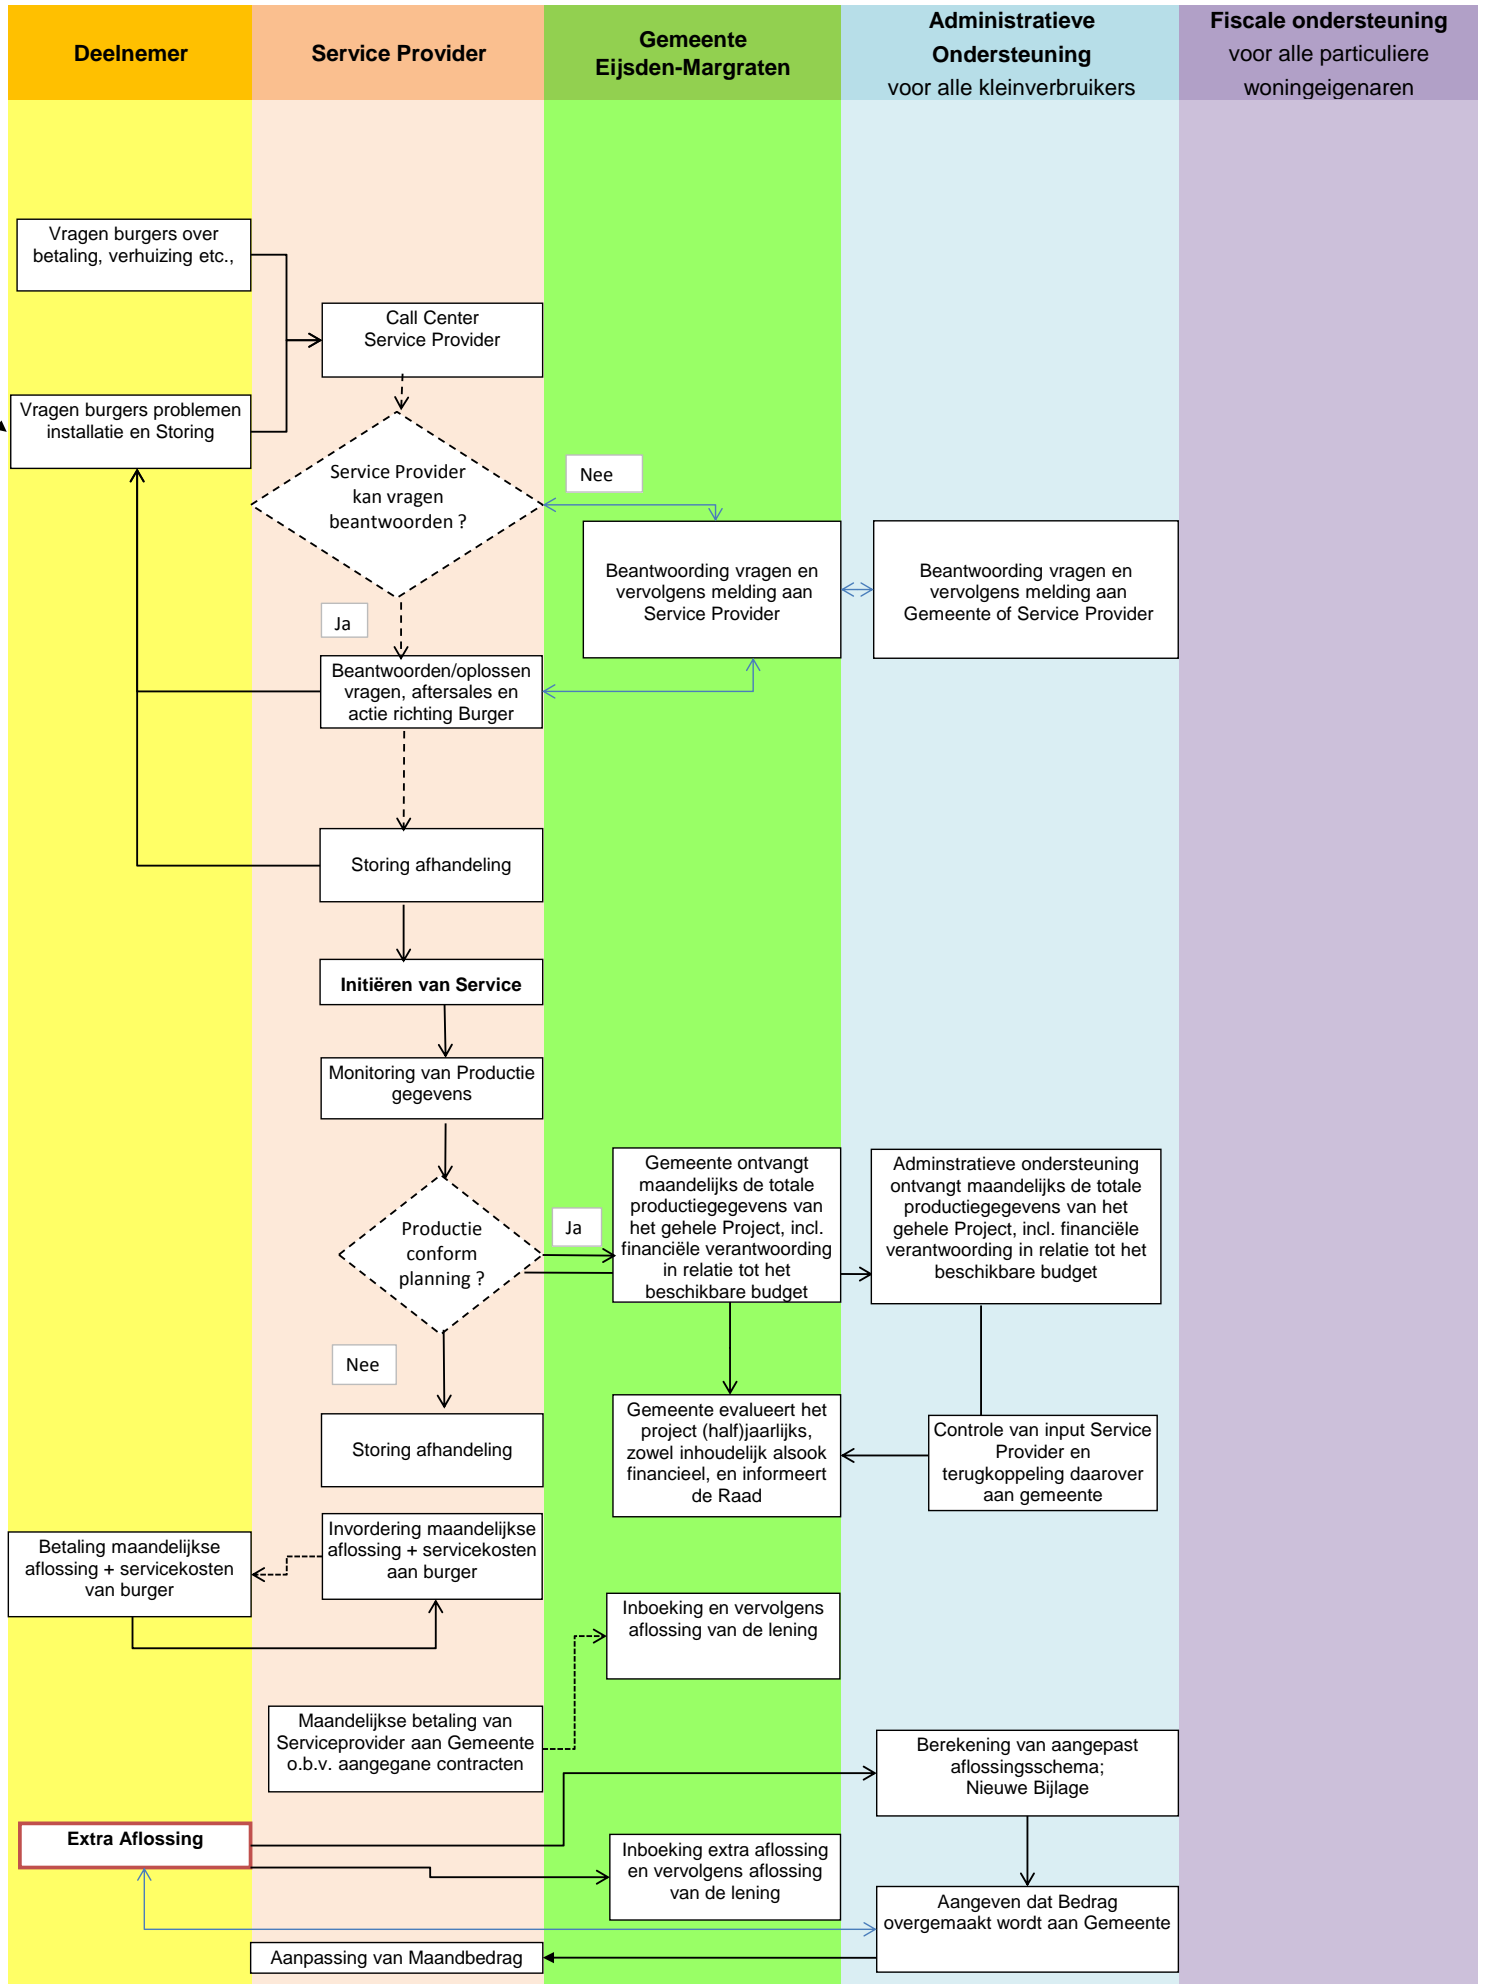 Deelnemer
Service Provider
Gemeente
Eijsden-Margraten
Administratieve
Ondersteuning
voor alle kleinverbruikers
Fiscale ondersteuning
voor alle particuliere
woningeigenaren
Vragen burgers over
betaling, verhuizing etc.,
Call Center
Service Provider
Vragen burgers problemen
installatie en Storing
Service Provider
kan vragen
beantwoorden ?
Nee
Beantwoording vragen en
vervolgens melding aan
Service Provider
Beantwoording vragen en
vervolgens melding aan
Gemeente of Service Provider
Ja
Beantwoorden/oplossen
vragen, aftersales en
actie richting Burger
Storing afhandeling
Initiëren van Service
Monitoring van Productie
gegevens
Productie
conform
planning ?
Ja
Gemeente ontvangt
maandelijks de totale
productiegegevens van
het gehele Project, incl.
financiële verantwoording
in relatie tot het
beschikbare budget
Adminstratieve ondersteuning
ontvangt maandelijks de totale
productiegegevens van het
gehele Project, incl. financiële
verantwoording in relatie tot het
beschikbare budget
Nee
Storing afhandeling
Gemeente evalueert het
project (half)jaarlijks,
zowel inhoudelijk alsook
financieel, en informeert
de Raad
Controle van input Service
Provider en
terugkoppeling daarover
aan gemeente
Betaling maandelijkse
aflossing + servicekosten
van burger
Invordering maandelijkse
aflossing + servicekosten
aan burger
Inboeking en vervolgens
aflossing van de lening
Maandelijkse betaling van
Serviceprovider aan Gemeente
o.b.v. aangegane contracten
Berekening van aangepast
aflossingsschema;
Nieuwe Bijlage
Extra Aflossing
Inboeking extra aflossing
en vervolgens aflossing
van de lening
Aangeven dat Bedrag
overgemaakt wordt aan Gemeente
Aanpassing van Maandbedrag